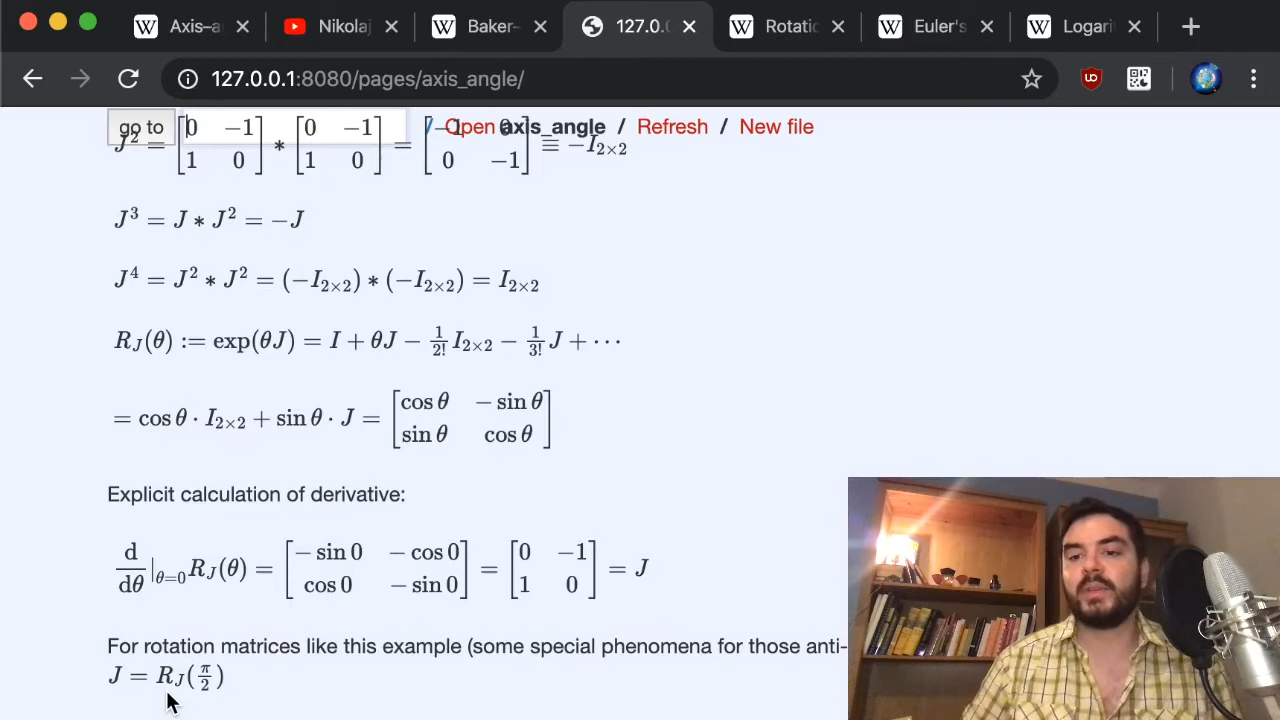 Axis–a
Nikolaj
Baker–
127.0.0
Rotatio
Euler's
Logarit
127.0.0.1:8080/pages/axis_angle/
go to / Open axis_angle / Refresh / New file
J² = [0 −1; 1 0] * [0 −1; 1 0] = [−1 0; 0 −1] ≡ −I₂ₓ₂
J³ = J * J² = −J
J⁴ = J² * J² = (−I₂ₓ₂) * (−I₂ₓ₂) = I₂ₓ₂
R_J(θ) := exp(θJ) = I + θJ − 1/2! I₂ₓ₂ − 1/3! J + ⋯
= cos θ · I₂ₓ₂ + sin θ · J = [cos θ − sin θ; sin θ cos θ]
Explicit calculation of derivative:
d/dθ |θ=0 R_J(θ) = [− sin 0 − cos 0; cos 0 − sin 0] = [0 −1; 1 0] = J
For rotation matrices like this example (some special phenomena for those anti-
J = R_J(π/2)